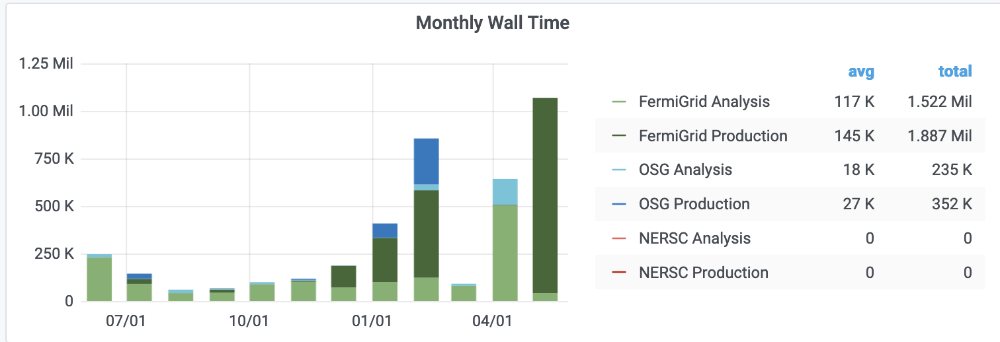 Monthly Wall Time
1.25 Mil
1.00 Mil
750 K
500 K
250 K
0
07/01 10/01 01/01 04/01
avg total
FermiGrid Analysis 117 K 1.522 Mil
FermiGrid Production 145 K 1.887 Mil
OSG Analysis 18 K 235 K
OSG Production 27 K 352 K
NERSC Analysis 0 0
NERSC Production 0 0